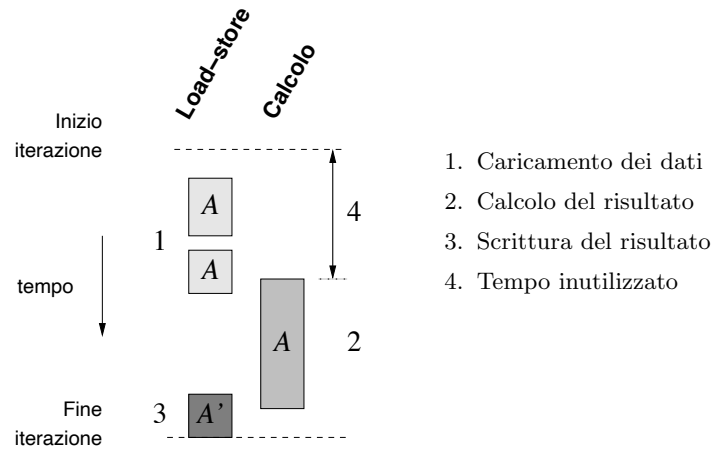 Load–store
Calcolo
Inizio
iterazione
A
4
1
A
tempo
A
2
Fine
iterazione
3
A’
1. Caricamento dei dati
2. Calcolo del risultato
3. Scrittura del risultato
4. Tempo inutilizzato